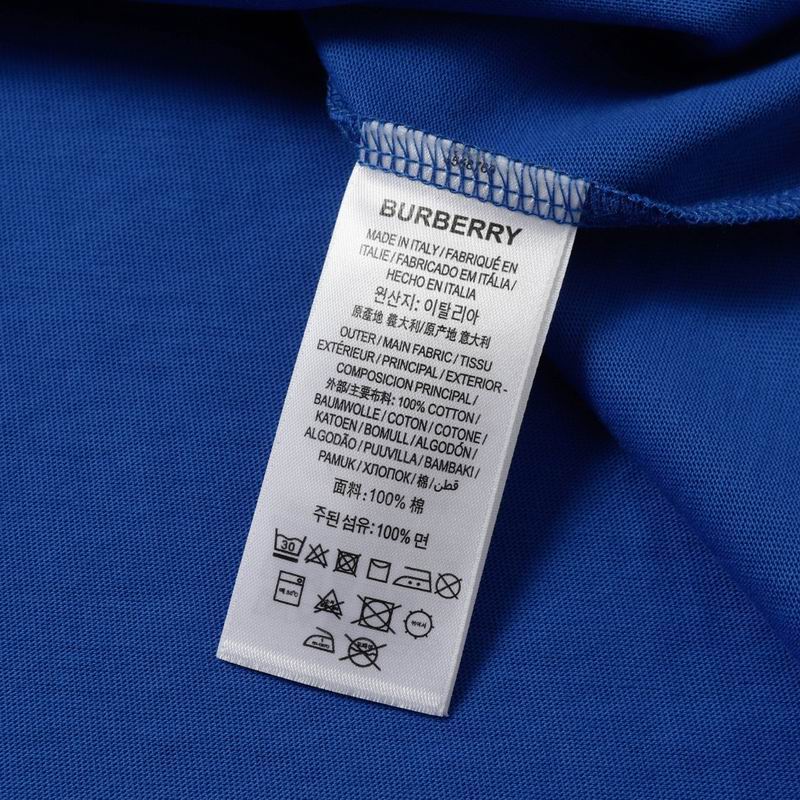 BURBERRY
MADE IN ITALY / FABRIQUÉ EN
ITALIE / FABRICADO EM ITÁLIA /
HECHO EN ITALIA
원산지: 이탈리아
原產地 義大利/原产地 意大利
OUTER / MAIN FABRIC / TISSU
EXTÉRIEUR / PRINCIPAL / EXTERIOR -
COMPOSICION PRINCIPAL /
外部/主要布料: 100% COTTON /
BAUMWOLLE / COTON / COTONE /
KATOEN / BOMULL / ALGODÓN /
ALGODÃO / PUUVILLA / BAMBAKI /
PAMUK / ХЛОПОК / 棉 / قطن
面料: 100% 棉
주된 섬유: 100% 면
30